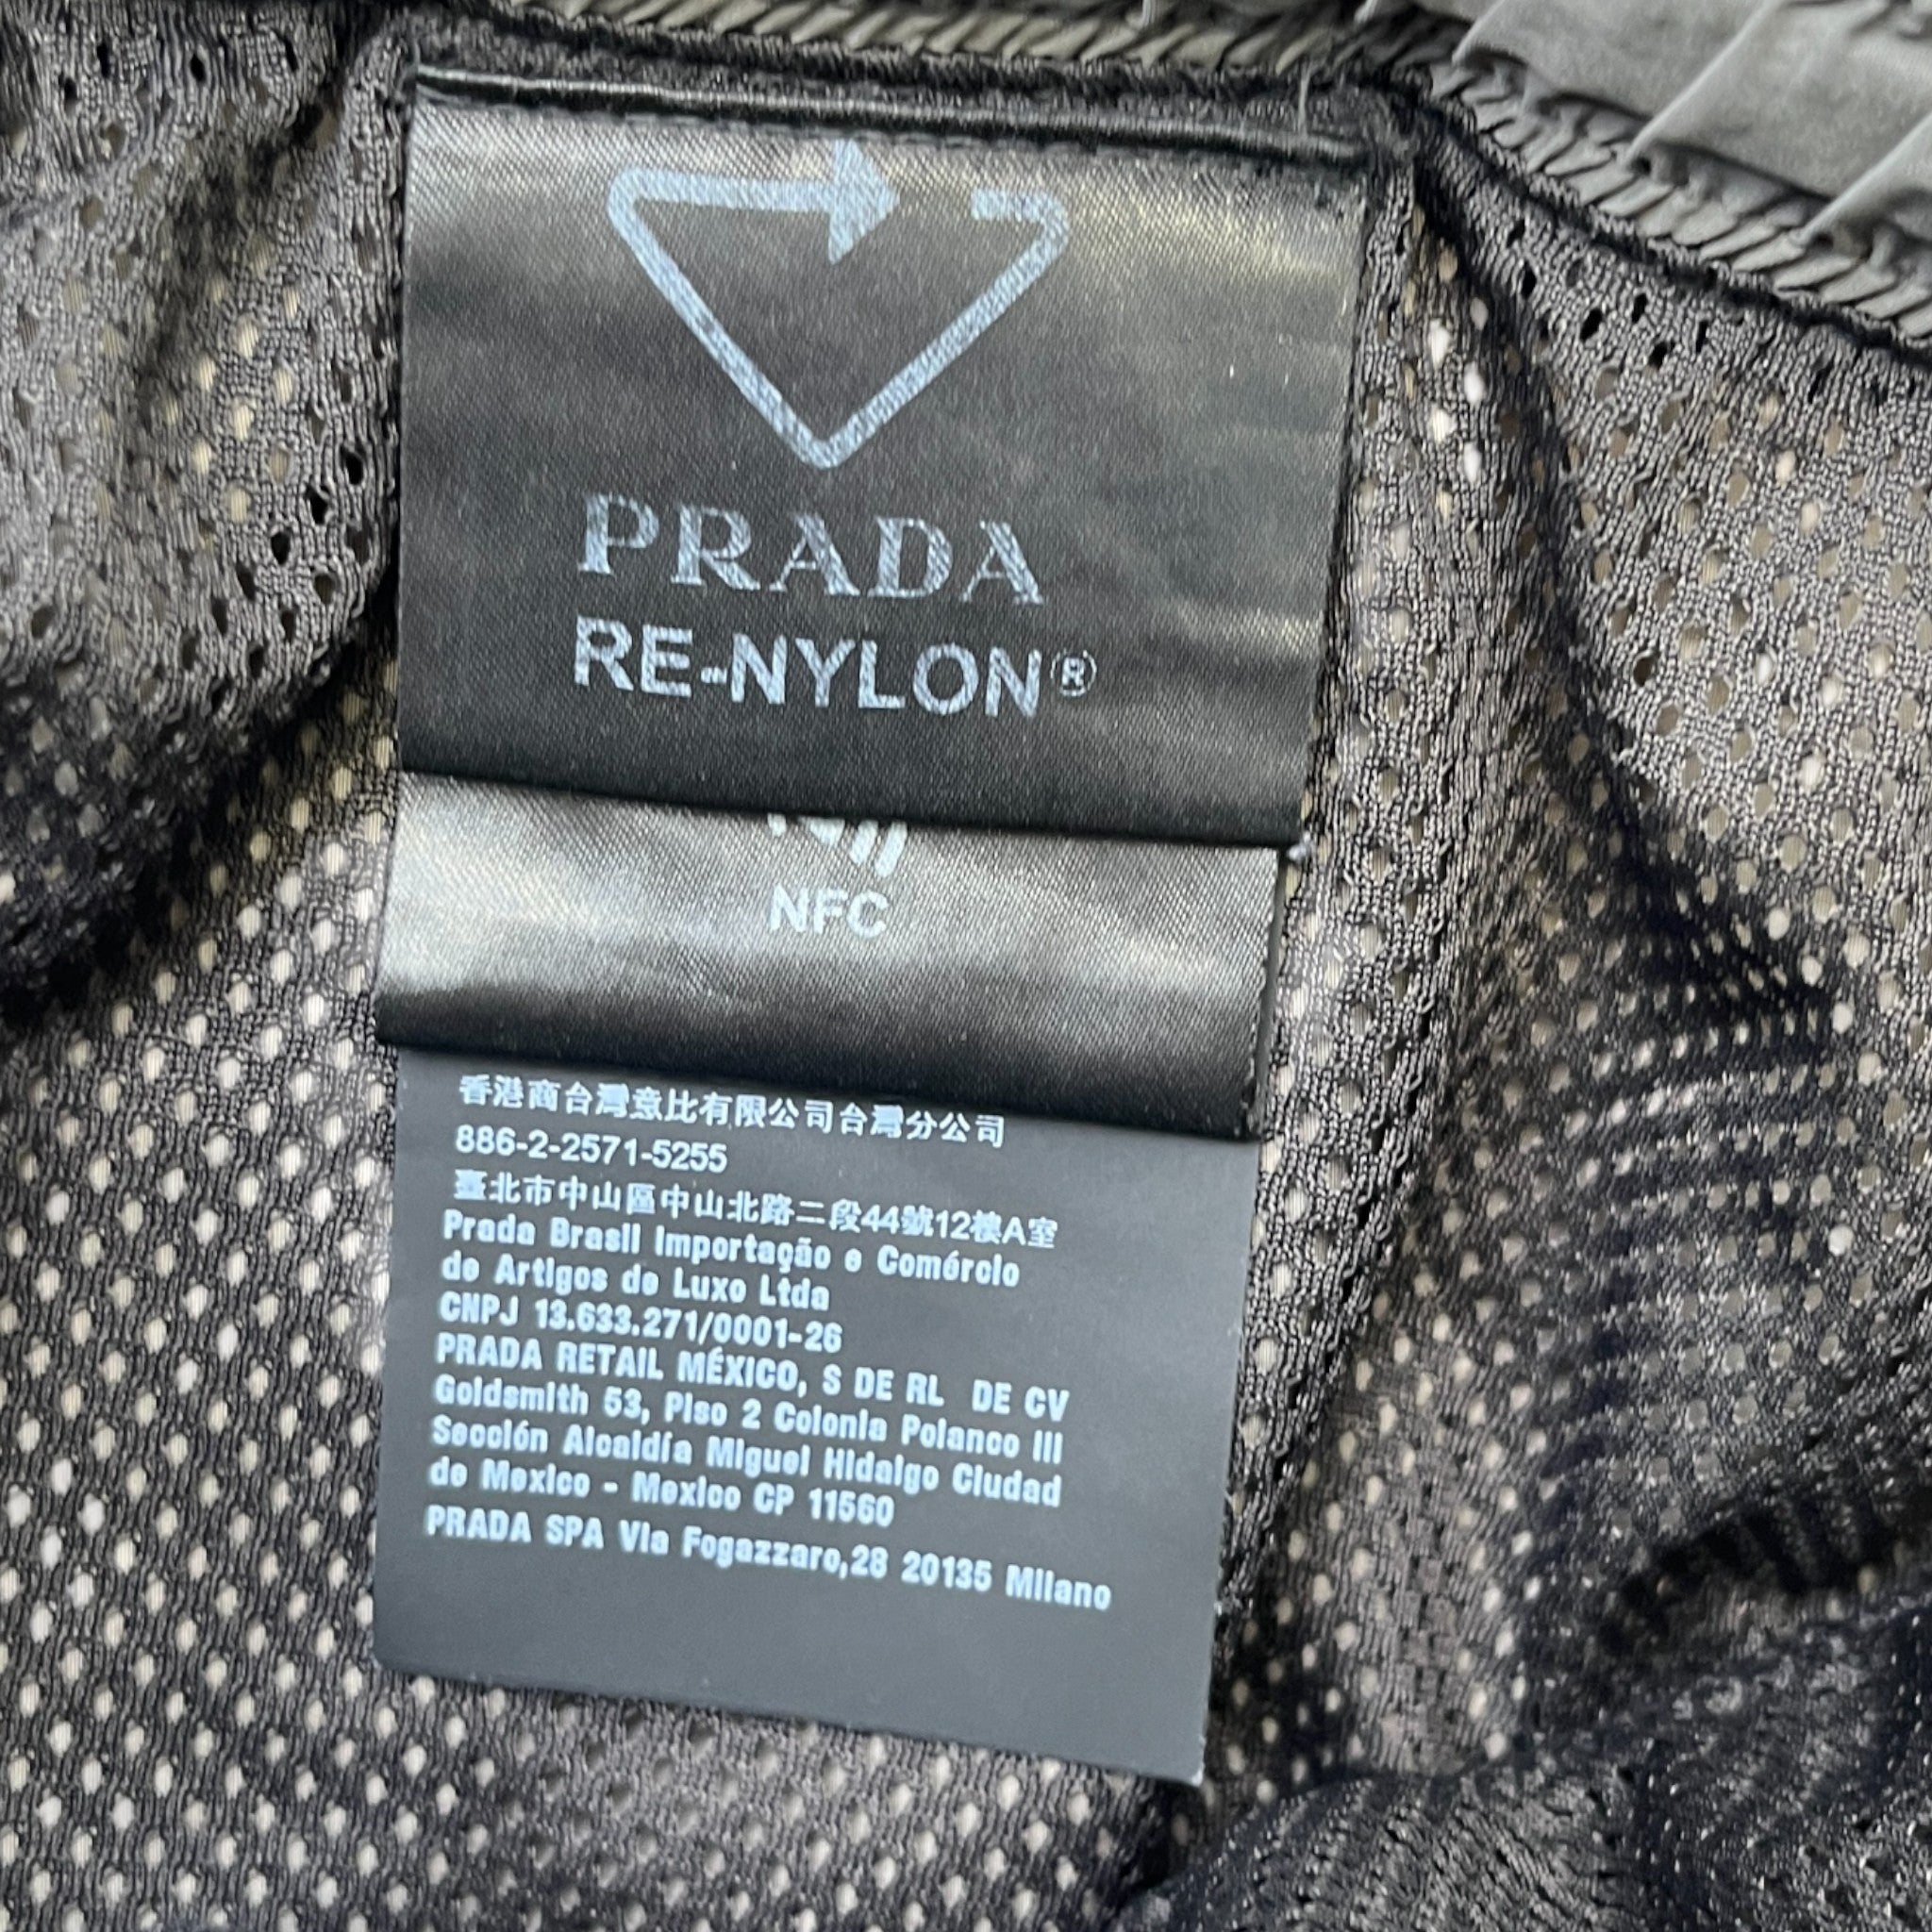 PRADA
RE-NYLON®
NFC
香港商台灣意比有限公司台灣分公司
886-2-2571-5255
臺北市中山區中山北路二段44號12樓A室
Prada Brasil Importação e Comércio
de Artigos de Luxo Ltda
CNPJ 13.633.271/0001-26
PRADA RETAIL MÉXICO, S DE RL DE CV
Goldsmith 53, Piso 2 Colonia Polanco III
Sección Alcaldía Miguel Hidalgo Ciudad
de Mexico - Mexico CP 11560
PRADA SPA Via Fogazzaro,28 20135 Milano